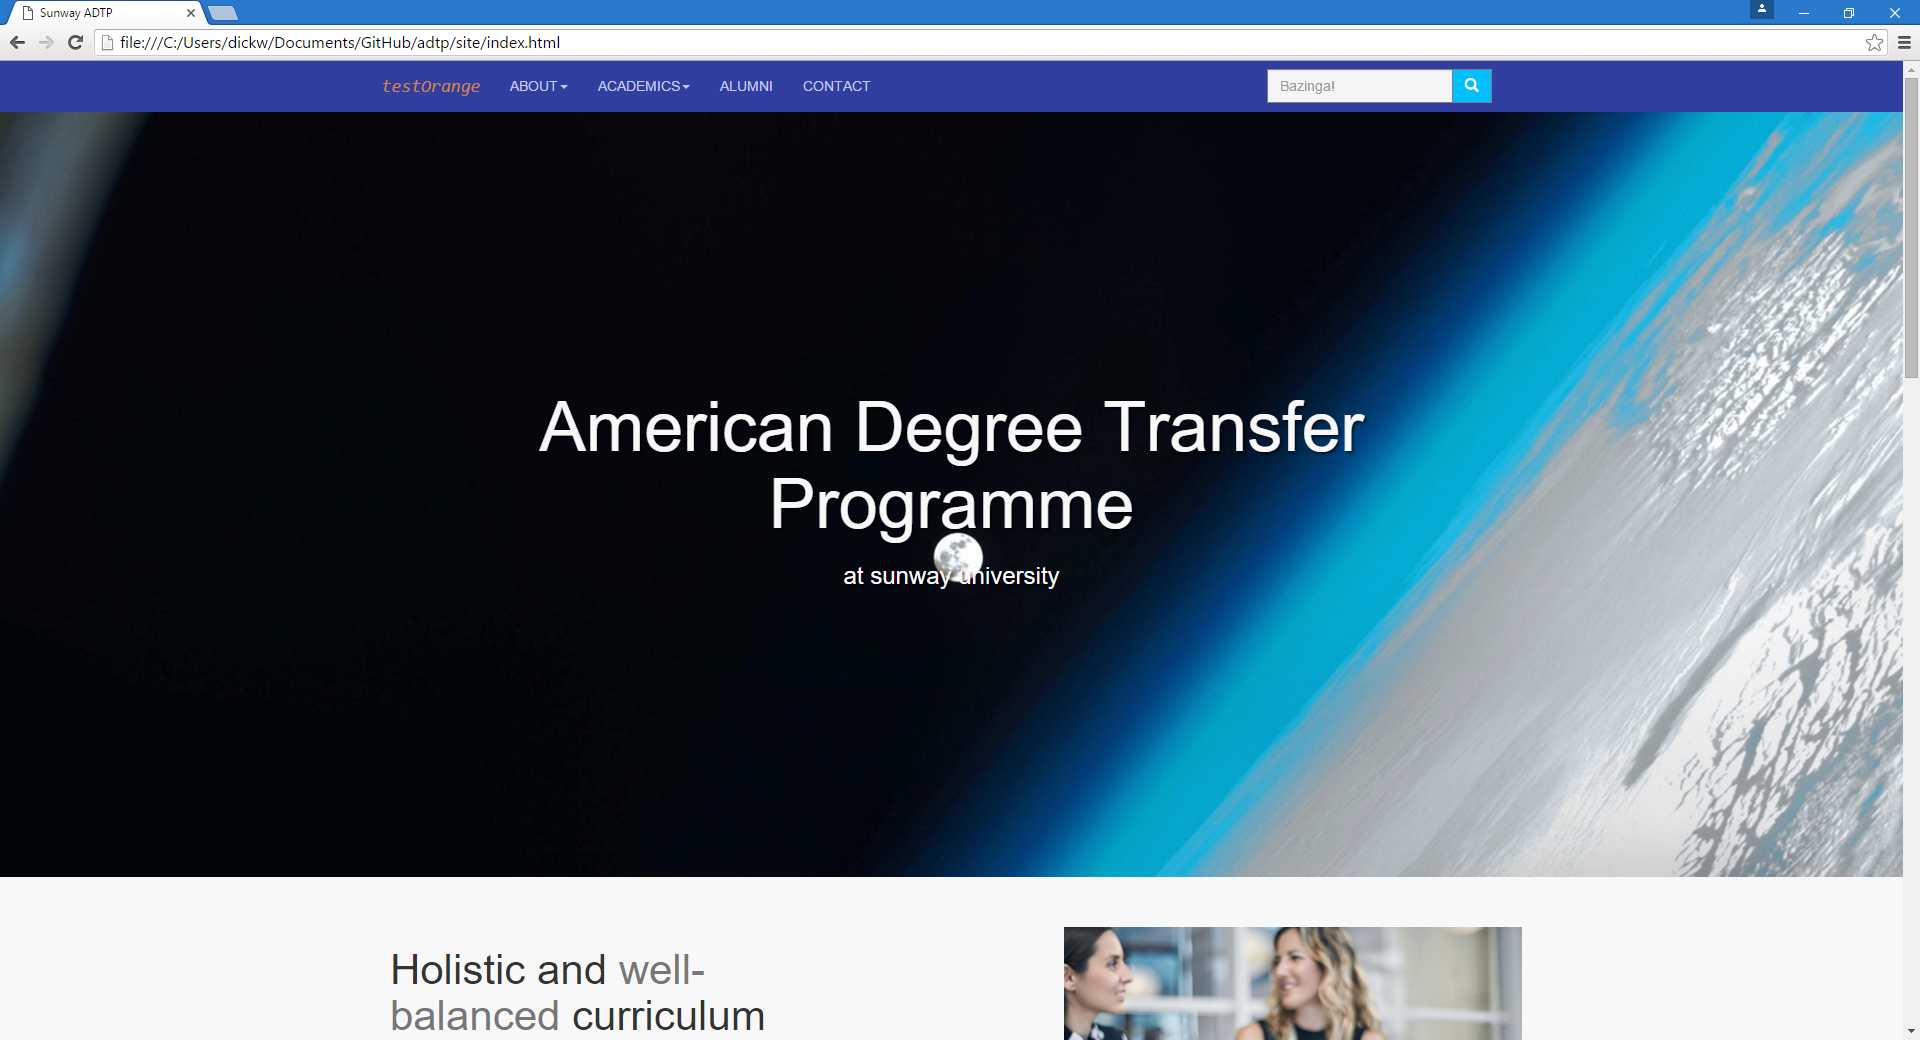 Sunway ADTP
file:///C:/Users/dickw/Documents/GitHub/adtp/site/index.html
testOrange ABOUT ACADEMICS ALUMNI CONTACT Bazinga!
American Degree Transfer
Programme
at sunway university
Holistic and well-
balanced curriculum